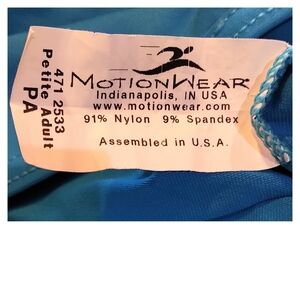 MOTIONWEAR
Indianapolis, IN USA
www.motionwear.com
91% Nylon 9% Spandex
Assembled in U.S.A.
471 2533
Petite Adult
PA